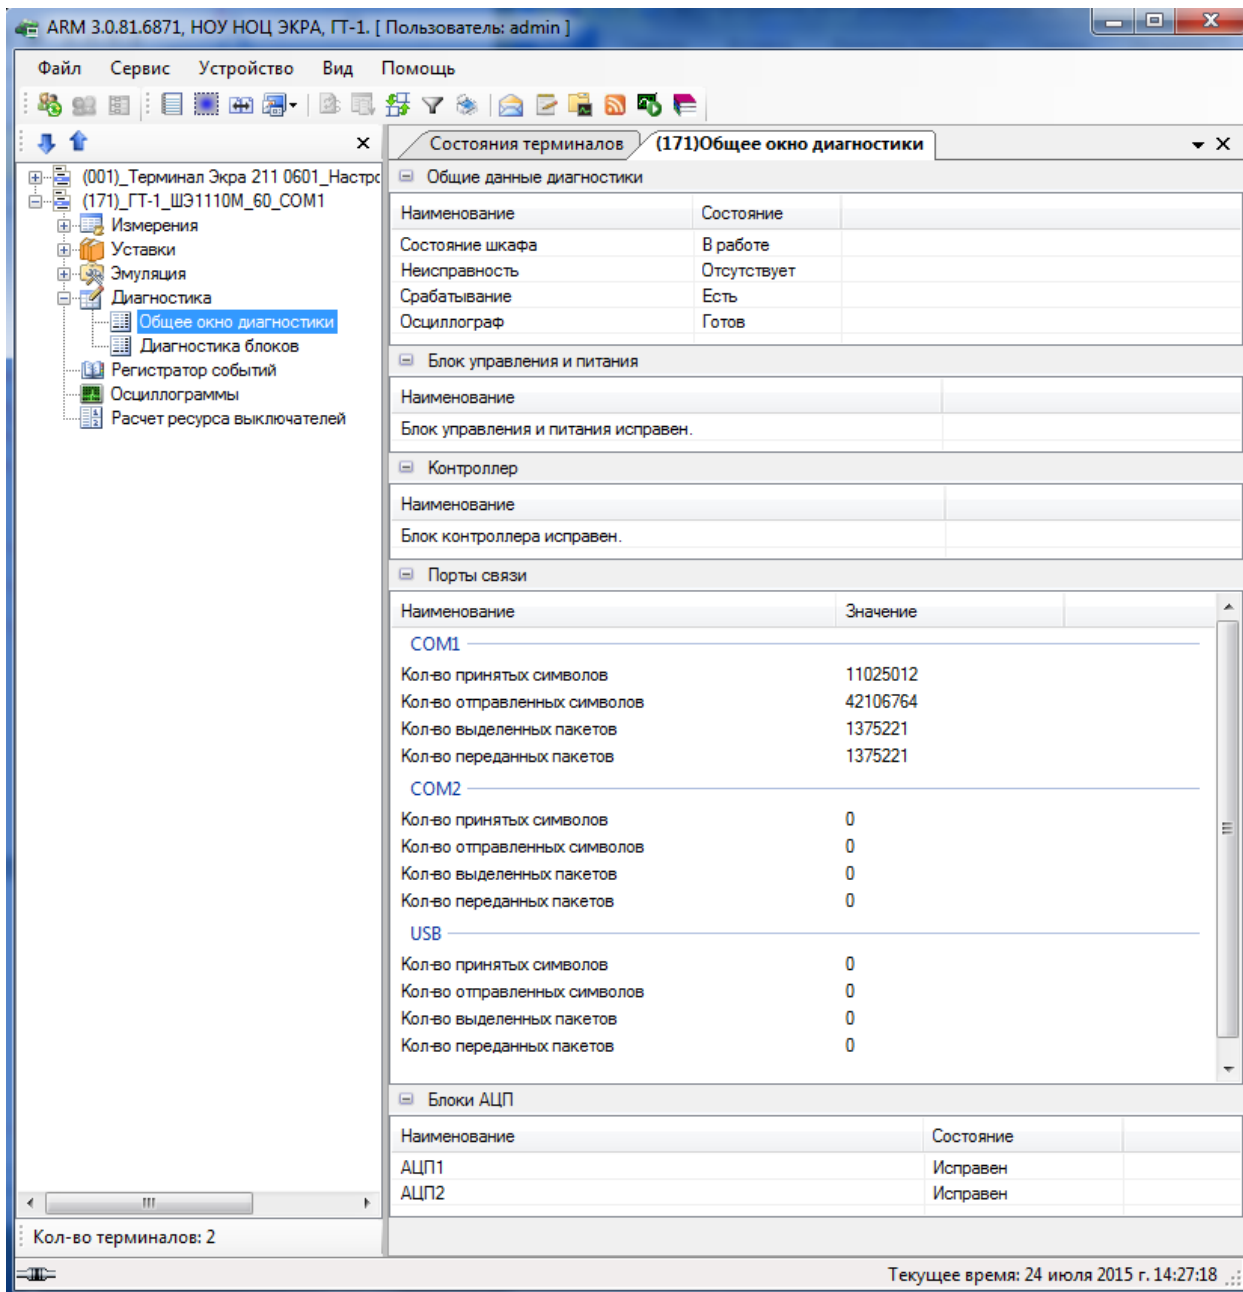 ARM 3.0.81.6871, НОУ НОЦ ЭКРА, ГТ-1. [ Пользователь: admin ]
Файл Сервис Устройство Вид Помощь
Состояния терминалов (171)Общее окно диагностики
(001)_Терминал Экра 211 0601_Настро
(171)_ГТ-1_ШЭ1110М_60_COM1
Измерения
Уставки
Эмуляция
Диагностика
Общее окно диагностики
Диагностика блоков
Регистратор событий
Осциллограммы
Расчет ресурса выключателей
Кол-во терминалов: 2
Общие данные диагностики
Наименование Состояние
Состояние шкафа В работе
Неисправность Отсутствует
Срабатывание Есть
Осциллограф Готов
Блок управления и питания
Наименование
Блок управления и питания исправен.
Контроллер
Наименование
Блок контроллера исправен.
Порты связи
Наименование Значение
COM1
Кол-во принятых символов 11025012
Кол-во отправленных символов 42106764
Кол-во выделенных пакетов 1375221
Кол-во переданных пакетов 1375221
COM2
Кол-во принятых символов 0
Кол-во отправленных символов 0
Кол-во выделенных пакетов 0
Кол-во переданных пакетов 0
USB
Кол-во принятых символов 0
Кол-во отправленных символов 0
Кол-во выделенных пакетов 0
Кол-во переданных пакетов 0
Блоки АЦП
Наименование Состояние
АЦП1 Исправен
АЦП2 Исправен
Текущее время: 24 июля 2015 г. 14:27:18